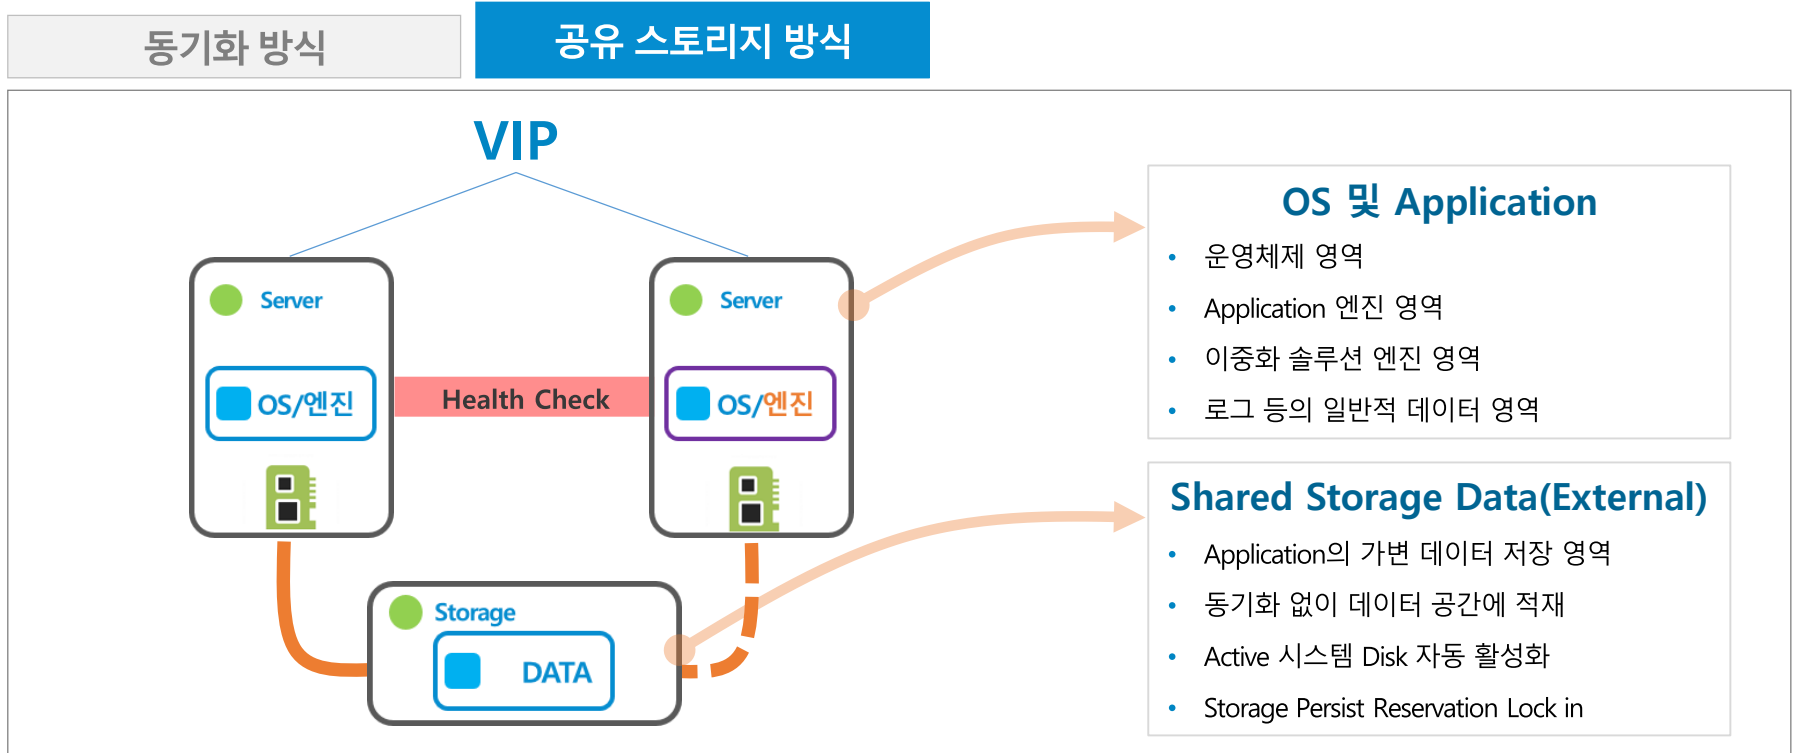 동기화 방식
공유 스토리지 방식
VIP
Server
Server
OS/엔진
Health Check
OS/엔진
Storage
DATA
OS 및 Application
• 운영체제 영역
• Application 엔진 영역
• 이중화 솔루션 엔진 영역
• 로그 등의 일반적 데이터 영역
Shared Storage Data(External)
• Application의 가변 데이터 저장 영역
• 동기화 없이 데이터 공간에 적재
• Active 시스템 Disk 자동 활성화
• Storage Persist Reservation Lock in